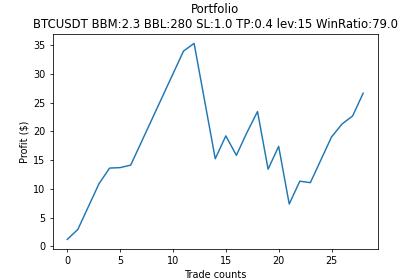 Portfolio
BTCUSDT BBM:2.3 BBL:280 SL:1.0 TP:0.4 lev:15 WinRatio:79.0
Profit ($)
35
30
25
20
15
10
5
0
0 5 10 15 20 25
Trade counts